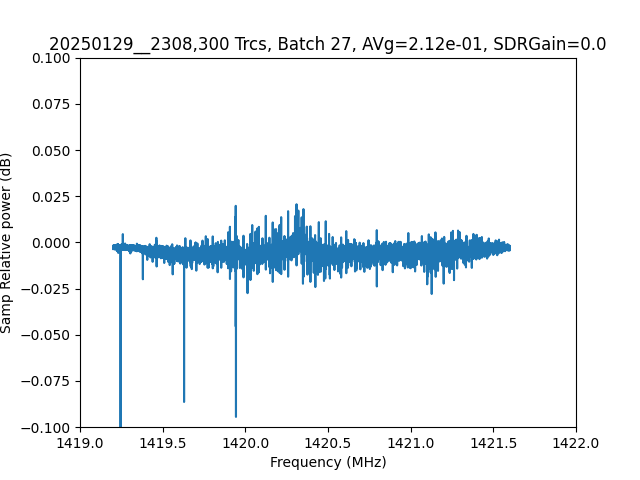 20250129__2308,300 Trcs, Batch 27, AVg=2.12e-01, SDRGain=0.0
0.100
0.075
0.050
0.025
0.000
−0.025
−0.050
−0.075
−0.100
Samp Relative power (dB)
1419.0 1419.5 1420.0 1420.5 1421.0 1421.5 1422.0
Frequency (MHz)